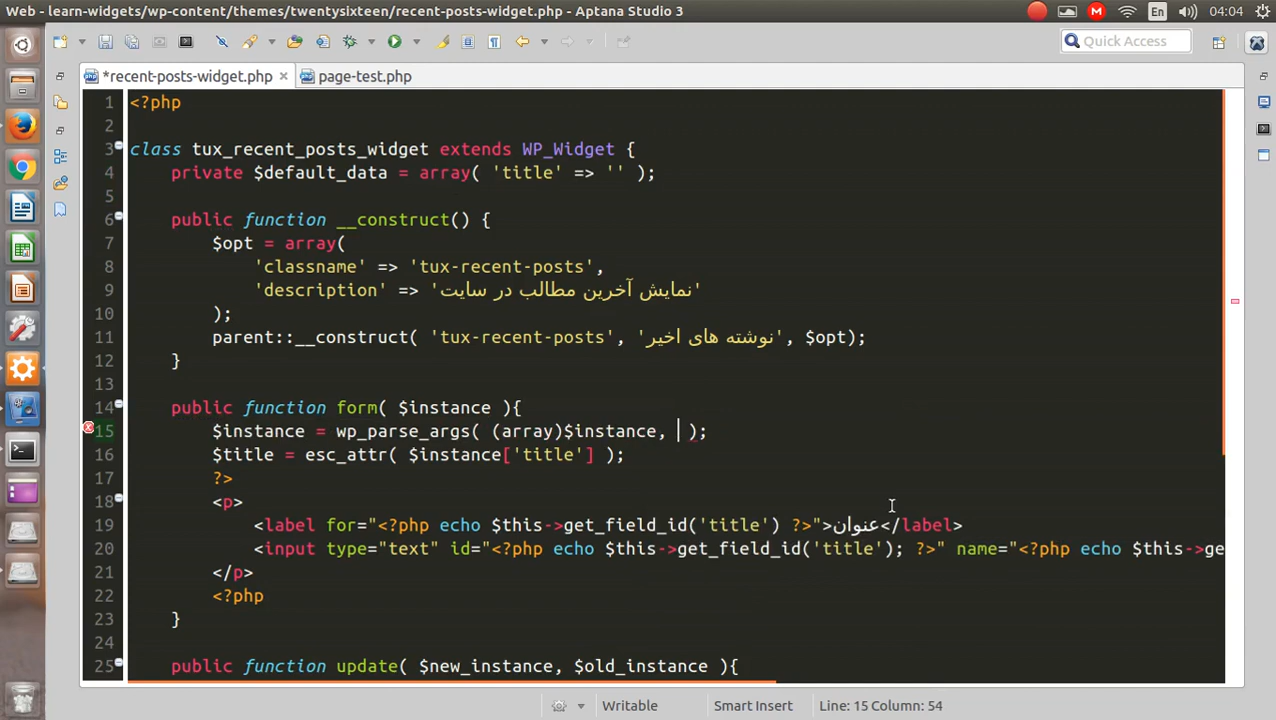 Web - learn-widgets/wp-content/themes/twentysixteen/recent-posts-widget.php - Aptana Studio 3
En
04:04
Quick Access
*recent-posts-widget.php
page-test.php
1 <?php
2
3 class tux_recent_posts_widget extends WP_Widget {
4 private $default_data = array( 'title' => '' );
5
6 public function __construct() {
7 $opt = array(
8 'classname' => 'tux-recent-posts',
9 'description' => 'نمایش آخرین مطالب در سایت'
10 );
11 parent::__construct( 'tux-recent-posts', 'نوشته های اخیر', $opt);
12 }
13
14 public function form( $instance ){
15 $instance = wp_parse_args( (array)$instance, );
16 $title = esc_attr( $instance['title'] );
17 ?>
18 <p>
19 <label for="<?php echo $this->get_field_id('title') ?>">عنوان</label>
20 <input type="text" id="<?php echo $this->get_field_id('title'); ?>" name="<?php echo $this->ge
21 </p>
22 <?php
23 }
24
25 public function update( $new_instance, $old_instance ){
Writable
Smart Insert
Line: 15 Column: 54